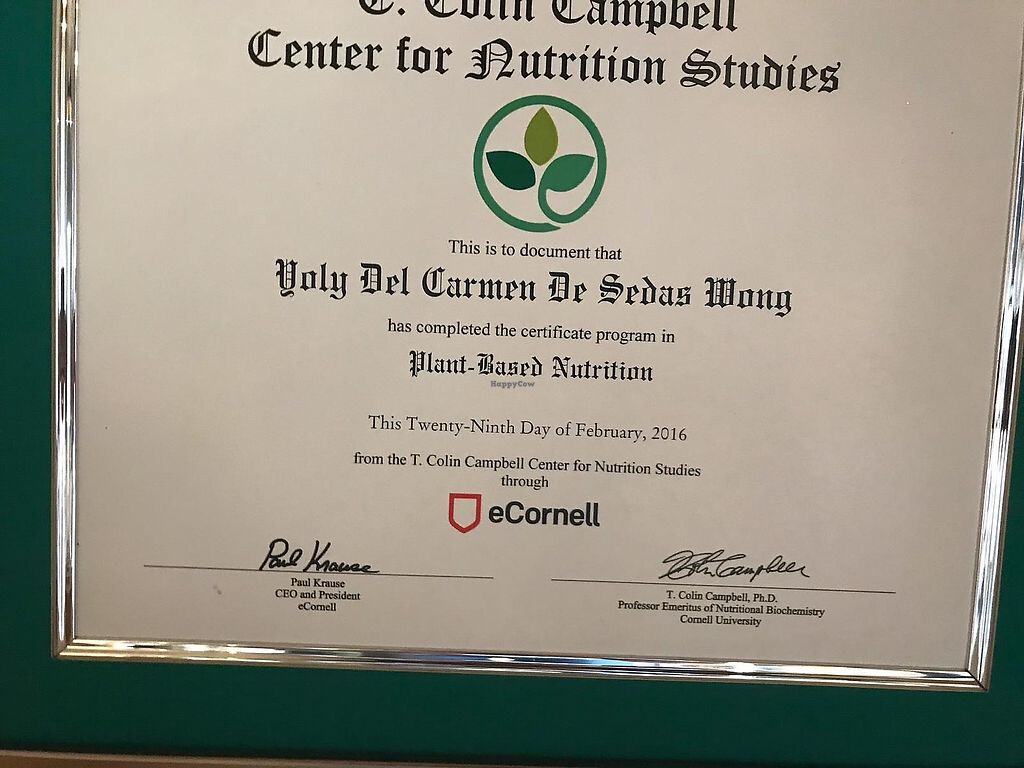 T. Colin Campbell
Center for Nutrition Studies
This is to document that
Yoly Del Carmen De Sedas Wong
has completed the certificate program in
Plant-Based Nutrition
HappyCow
This Twenty-Ninth Day of February, 2016
from the T. Colin Campbell Center for Nutrition Studies
through
eCornell
Paul Krause
Paul Krause
CEO and President
eCornell
T Colin Campbell
T. Colin Campbell, Ph.D.
Professor Emeritus of Nutritional Biochemistry
Cornell University